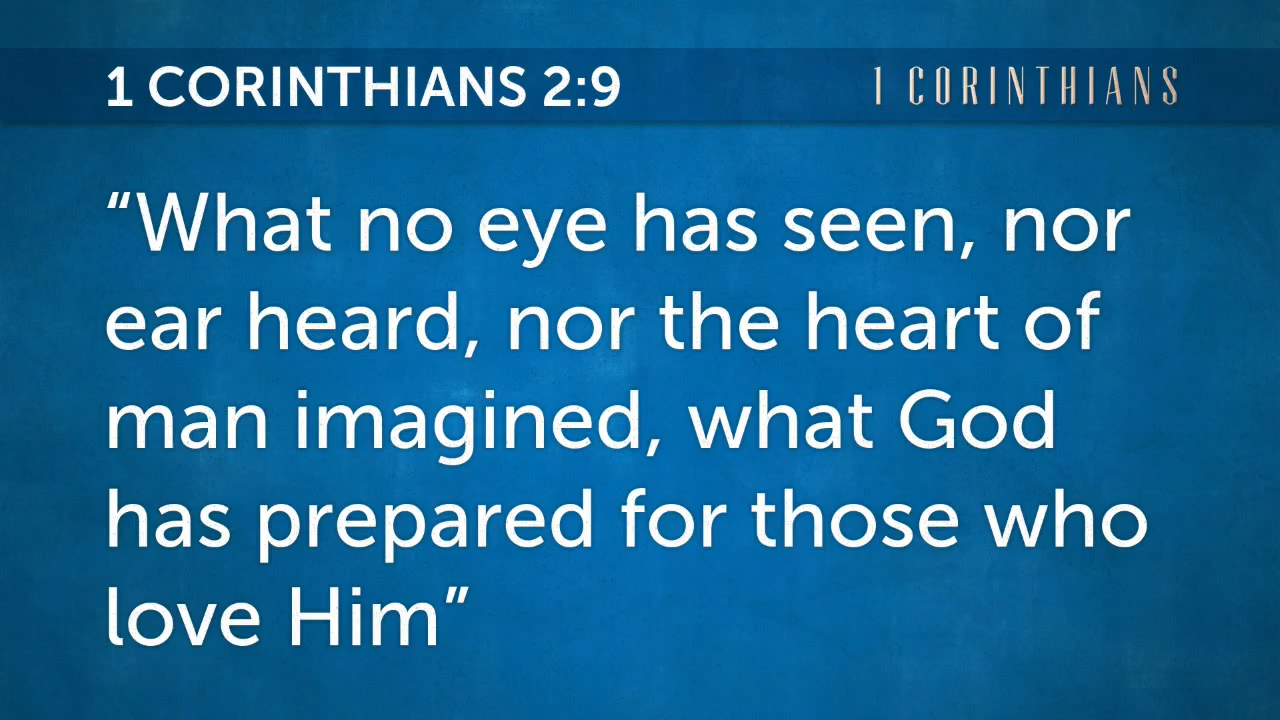 1 CORINTHIANS 2:9
1 CORINTHIANS
“What no eye has seen, nor
ear heard, nor the heart of
man imagined, what God
has prepared for those who
love Him”